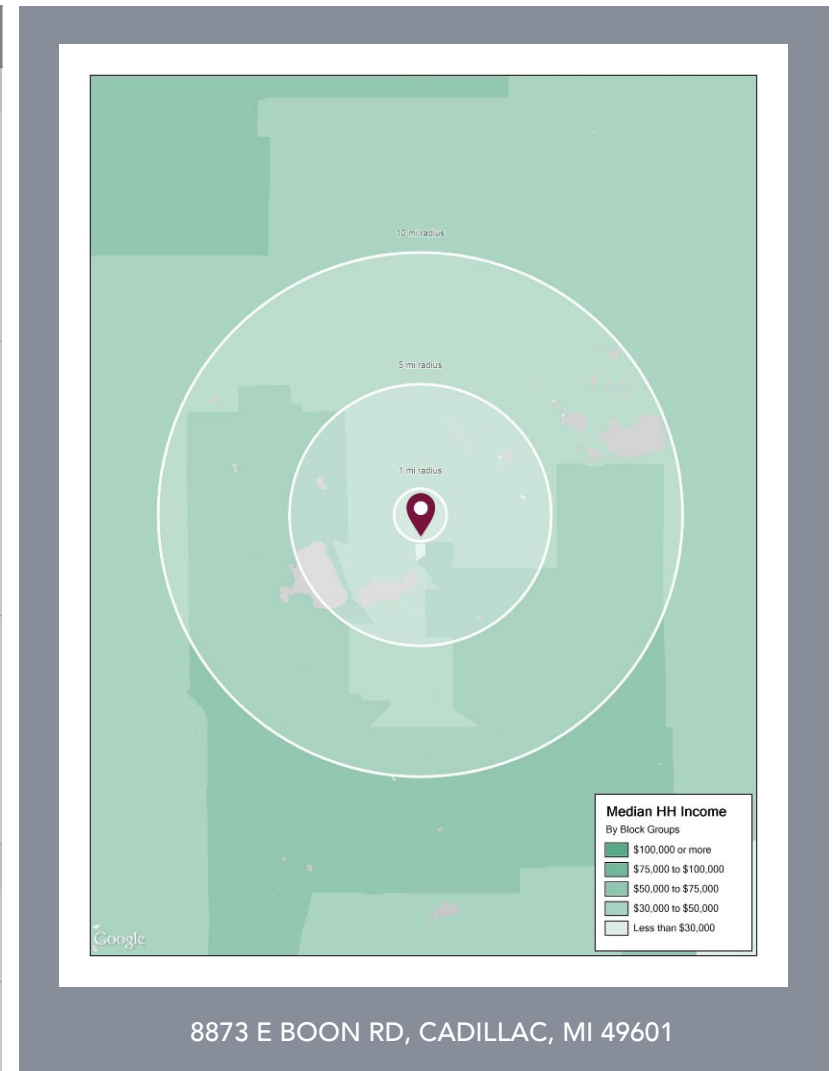 10 mi radius
5 mi radius
1 mi radius
Median HH Income
By Block Groups
$100,000 or more
$75,000 to $100,000
$50,000 to $75,000
$30,000 to $50,000
Less than $30,000
Google
8873 E BOON RD, CADILLAC, MI 49601